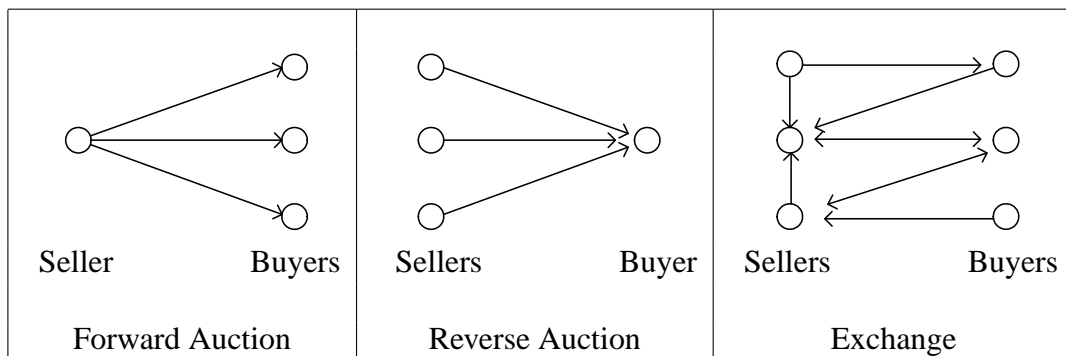 Seller Buyers
Forward Auction
Sellers Buyer
Reverse Auction
Sellers Buyers
Exchange